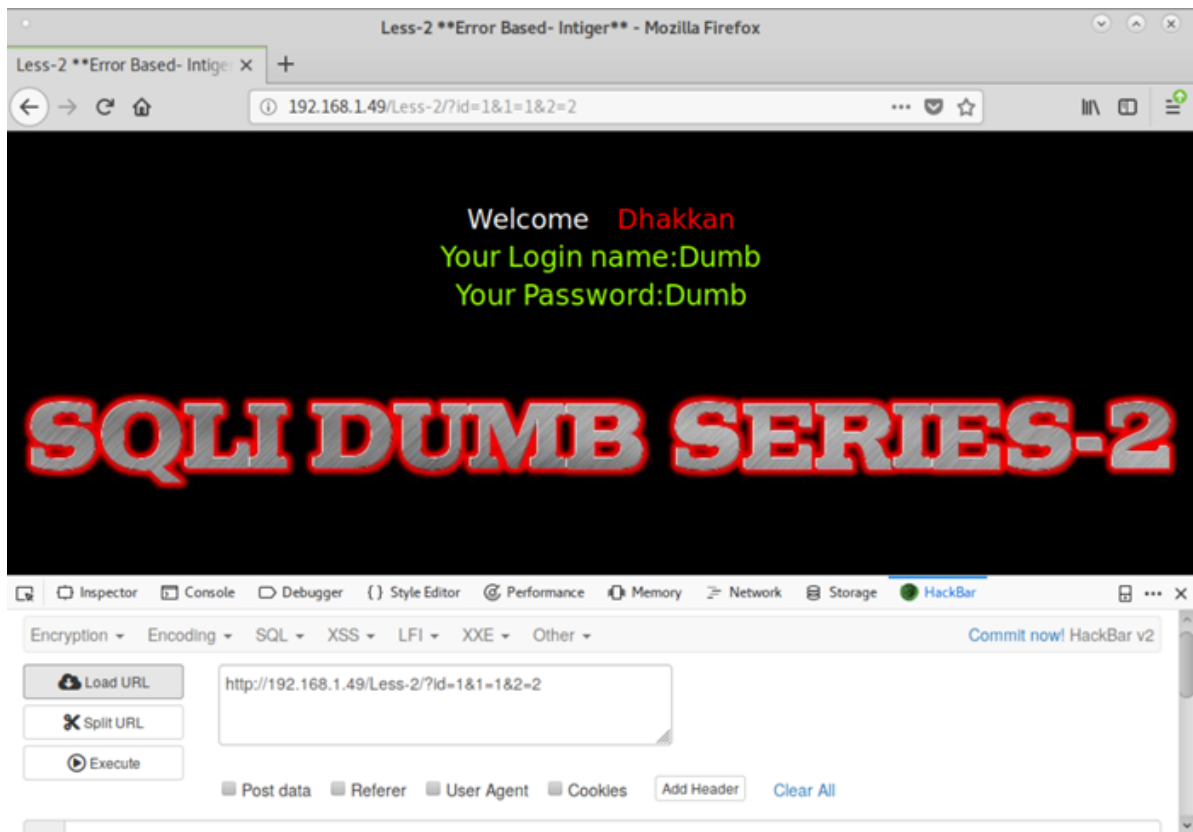 Less-2 **Error Based- Intiger** - Mozilla Firefox
Less-2 **Error Based- Intiger
192.168.1.49/Less-2/?id=1&1=1&2=2
Welcome Dhakkan
Your Login name:Dumb
Your Password:Dumb
SQLI DUMB SERIES-2
Inspector Console Debugger {} Style Editor Performance Memory Network Storage HackBar
Encryption Encoding SQL XSS LFI XXE Other Commit now! HackBar v2
Load URL
http://192.168.1.49/Less-2/?id=1&1=1&2=2
Split URL
Execute
Post data Referer User Agent Cookies Add Header Clear All